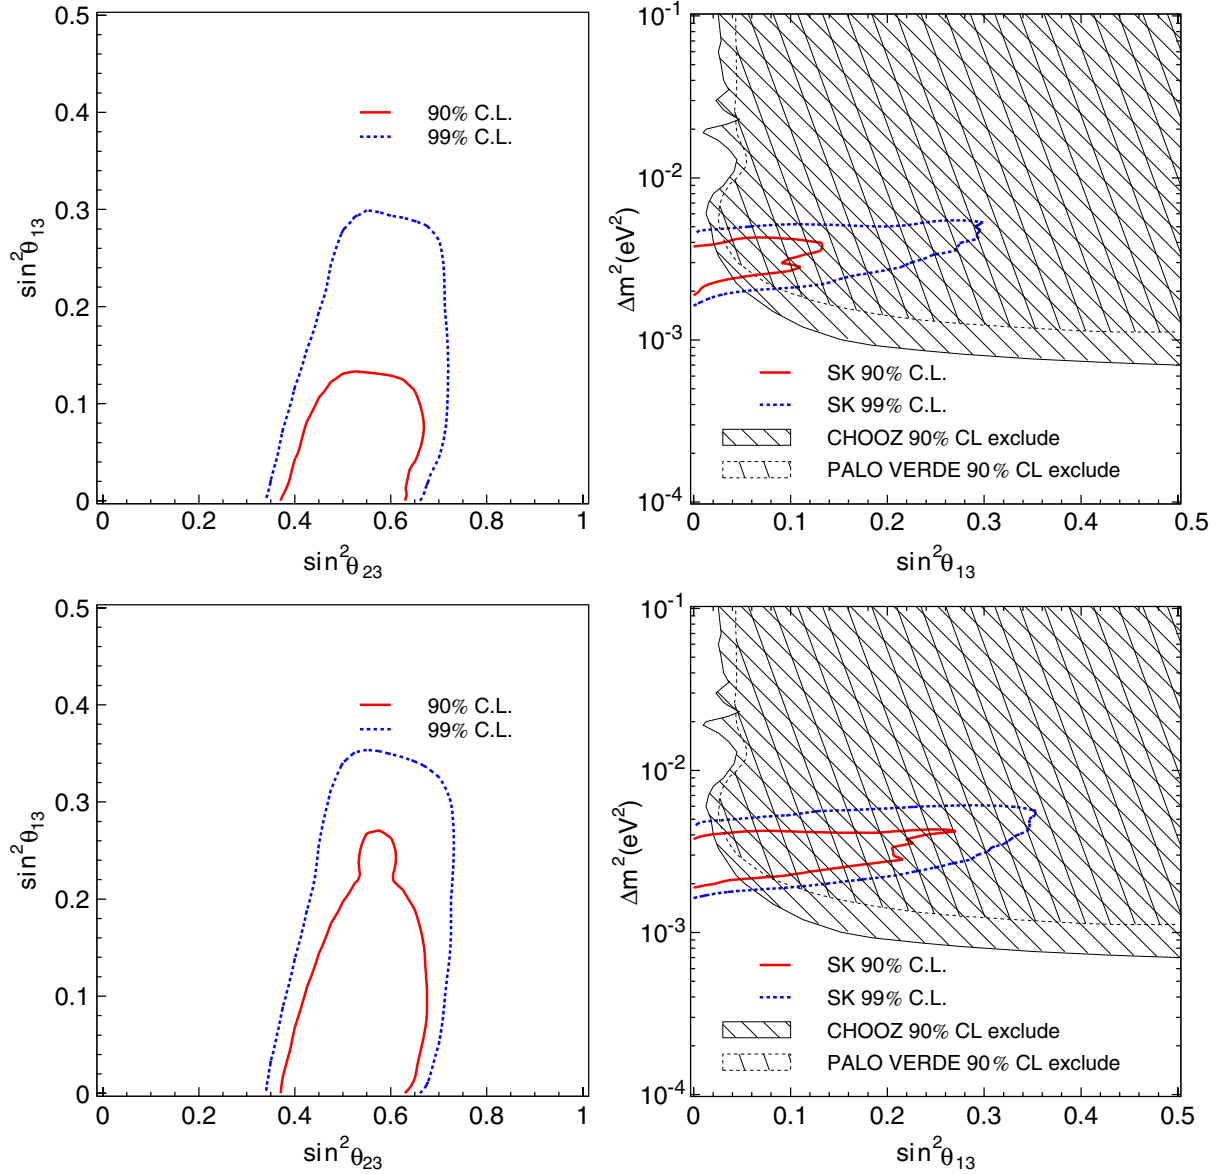 0.5
0.4
0.3
0.2
0.1
0
sin²θ₁₃
90% C.L.
99% C.L.
0 0.2 0.4 0.6 0.8 1
sin²θ₂₃
10⁻¹
10⁻²
10⁻³
10⁻⁴
Δm²(eV²)
SK 90% C.L.
SK 99% C.L.
CHOOZ 90% CL exclude
PALO VERDE 90% CL exclude
0 0.1 0.2 0.3 0.4 0.5
sin²θ₁₃
0.5
0.4
0.3
0.2
0.1
0
sin²θ₁₃
90% C.L.
99% C.L.
0 0.2 0.4 0.6 0.8 1
sin²θ₂₃
10⁻¹
10⁻²
10⁻³
10⁻⁴
Δm²(eV²)
SK 90% C.L.
SK 99% C.L.
CHOOZ 90% CL exclude
PALO VERDE 90% CL exclude
0 0.1 0.2 0.3 0.4 0.5
sin²θ₁₃